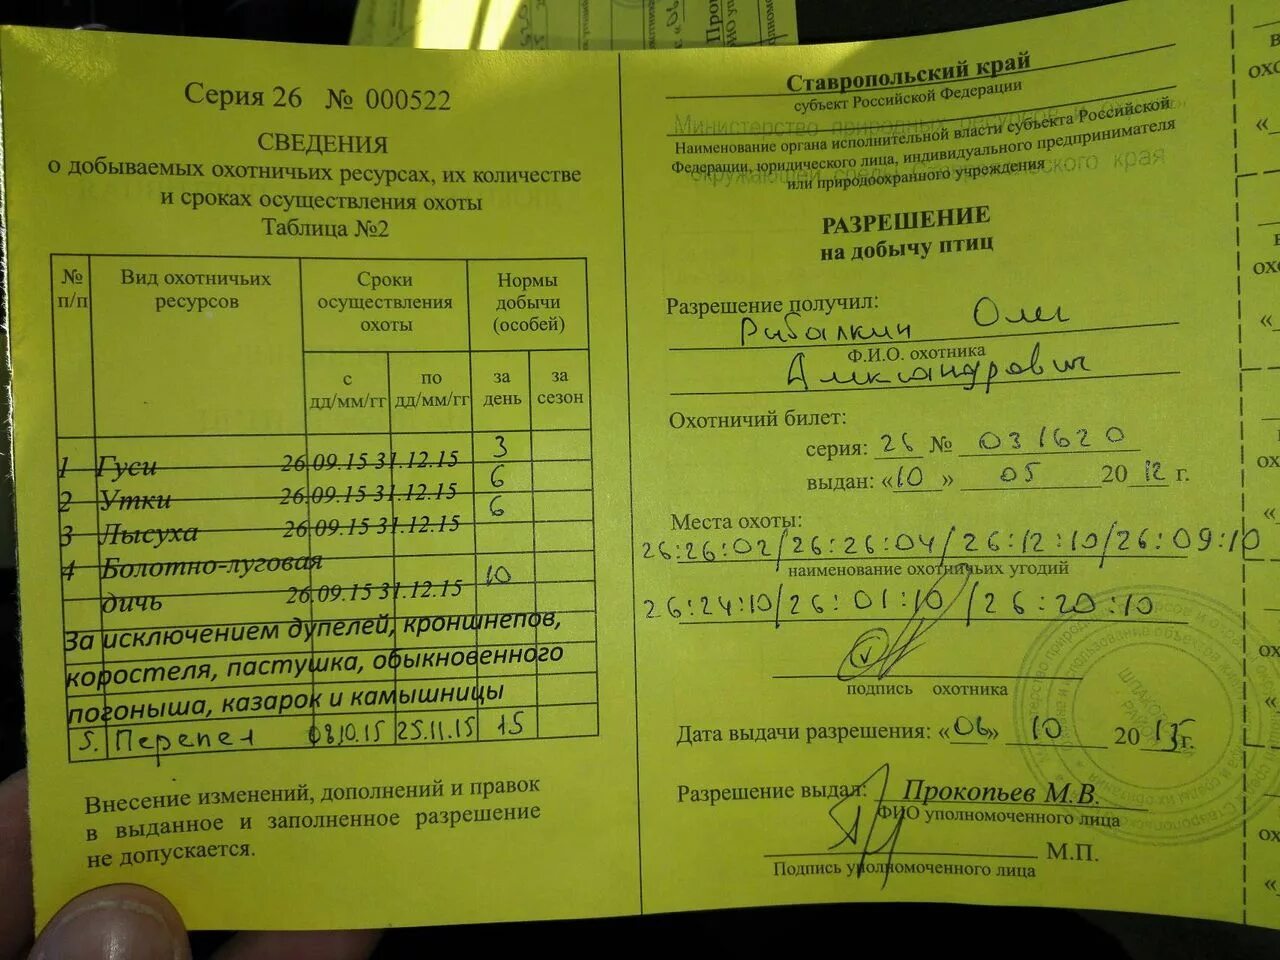 Серия 26 № 000522
СВЕДЕНИЯ
о добываемых охотничьих ресурсах, их количестве
и сроках осуществления охоты
Таблица №2
№ п/п
Вид охотничьих ресурсов
Сроки осуществления охоты
Нормы добычи (особей)
с дд/мм/гг
по дд/мм/гг
за день
за сезон
1 Гуси 26.09.15 31.12.15 3
2 Утки 26.09.15 31.12.15 6
3 Лысуха 26.09.15 31.12.15 6
4 Болотно-луговая
дичь 26.09.15 31.12.15 10
За исключением дупелей, кроншнепов,
коростеля, пастушка, обыкновенного
погоныша, казарок и камышницы
5. Перепел 08.10.15 25.11.15 15
Внесение изменений, дополнений и правок
в выданное и заполненное разрешение
не допускается.
Ставропольский край
субъект Российской Федерации
Министерство природных ресурсов и охраны
Наименование органа исполнительной власти субъекта Российской
Федерации, юридического лица, индивидуального предпринимателя
окружающей среды Ставропольского края
или природоохранного учреждения
РАЗРЕШЕНИЕ
на добычу птиц
Разрешение получил:
Рибалкин Олег
Ф.И.О. охотника
Александрович
Охотничий билет:
серия: 26 № 031620
выдан: «10» 05 2012 г.
Места охоты:
26:26:02/26:26:04/26:12:10/26:09:10
наименование охотничьих угодий
26:24:10/26:01:10/26:20:10
подпись охотника
Дата выдачи разрешения: «06» 10 2015 г.
Разрешение выдал: Прокопьев М.В.
ФИО уполномоченного лица
М.П.
Подпись уполномоченного лица